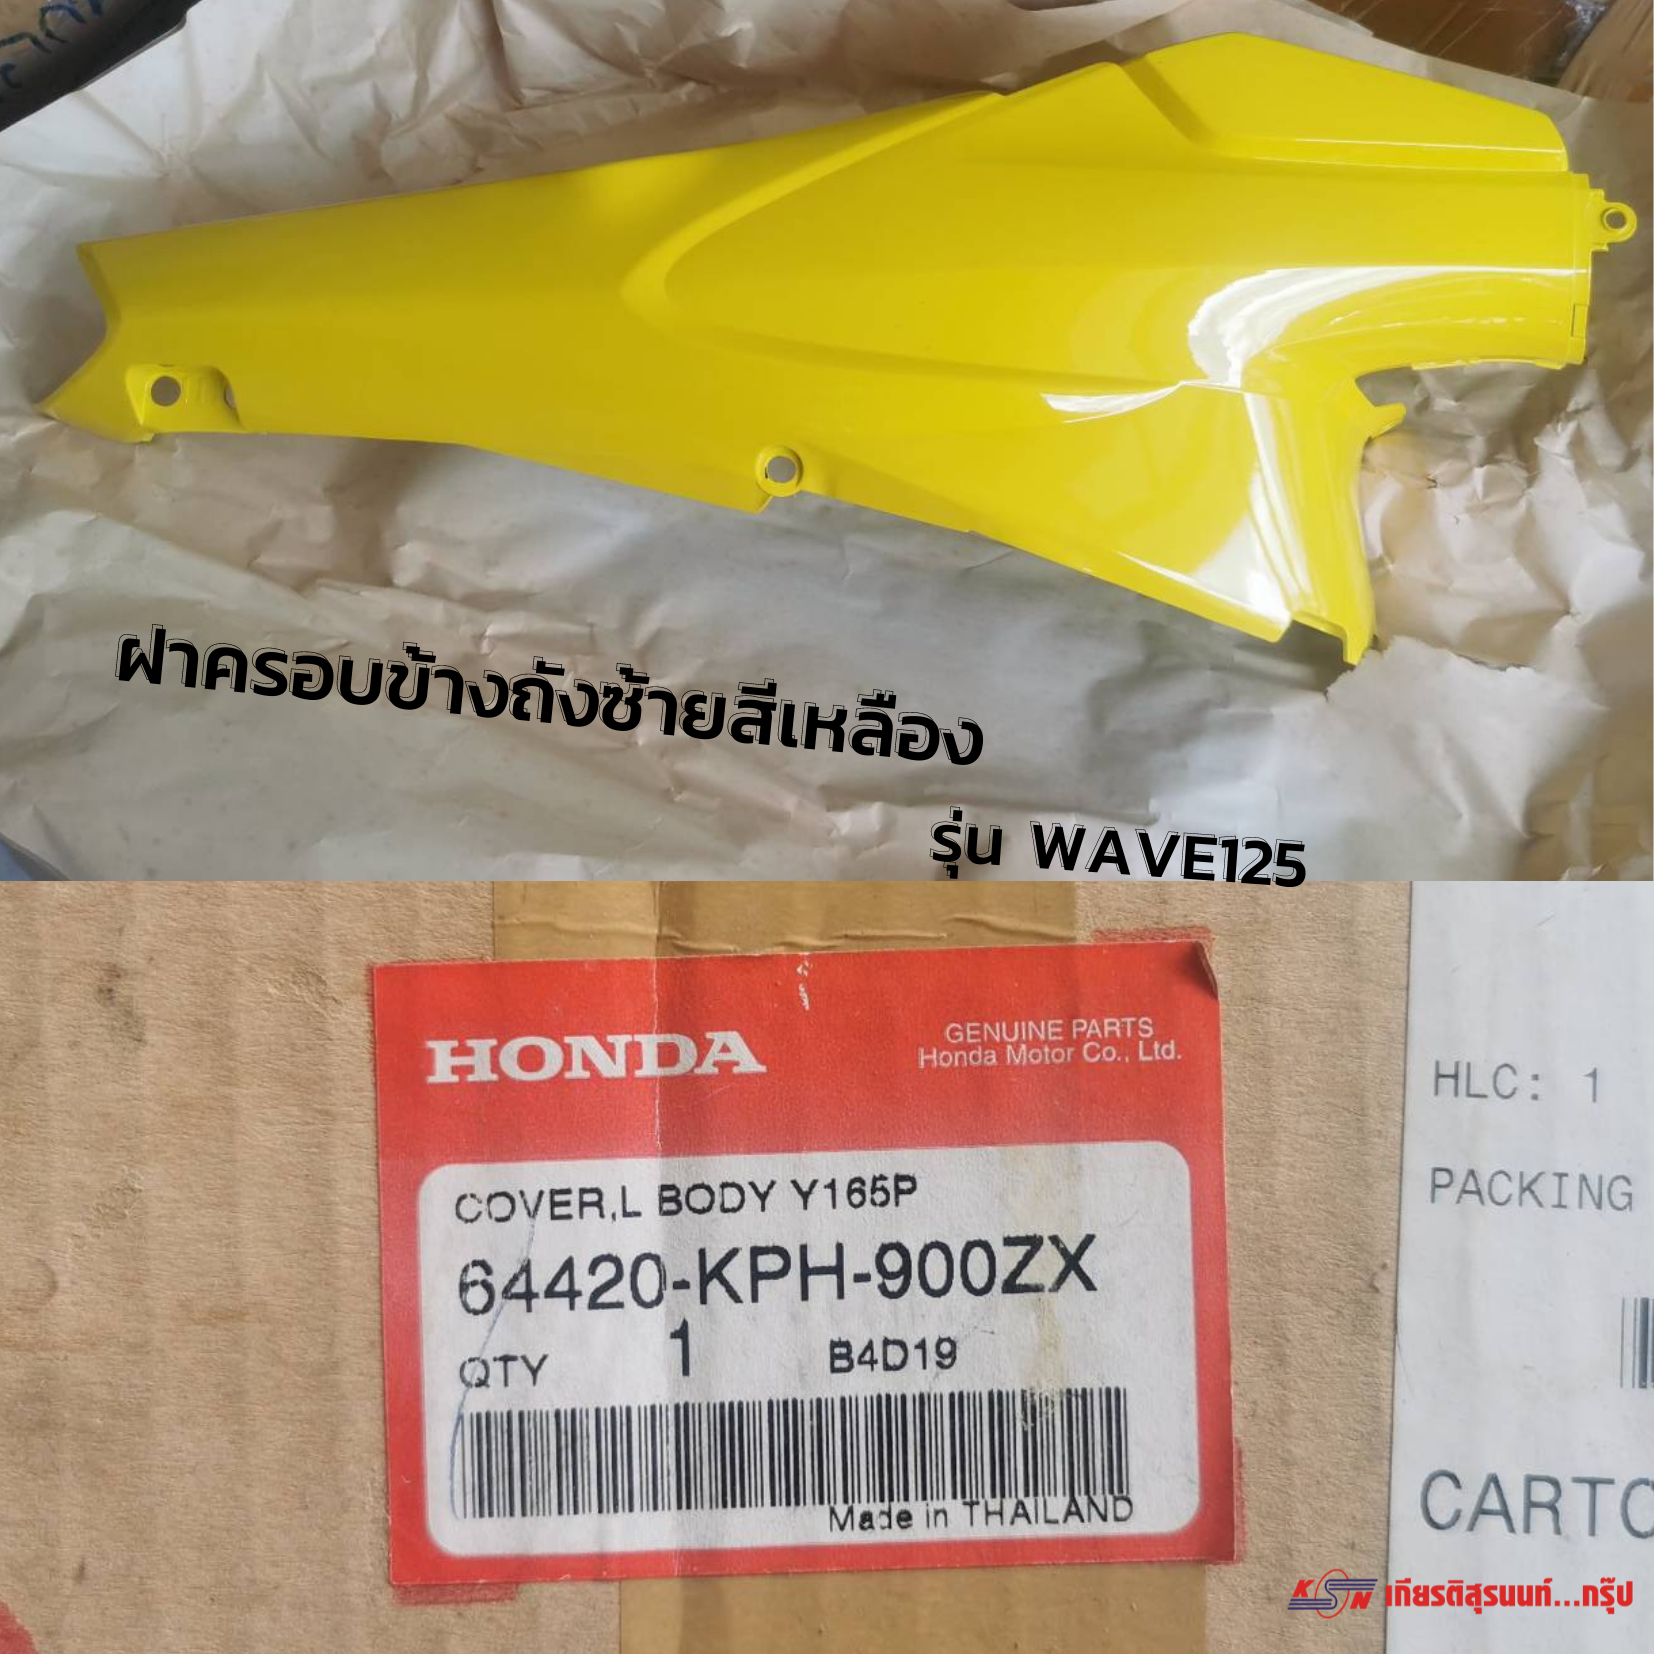 ฝาครอบข้างถังซ้ายสีเหลือง
รุ่น WAVE125
HONDA
GENUINE PARTS
Honda Motor Co., Ltd.
COVER,L BODY Y165P
64420-KPH-900ZX
QTY 1 B4D19
Made in THAILAND
HLC: 1
PACKING
CARTO
KSN เกียรติสุรนนท์...กรุ๊ป